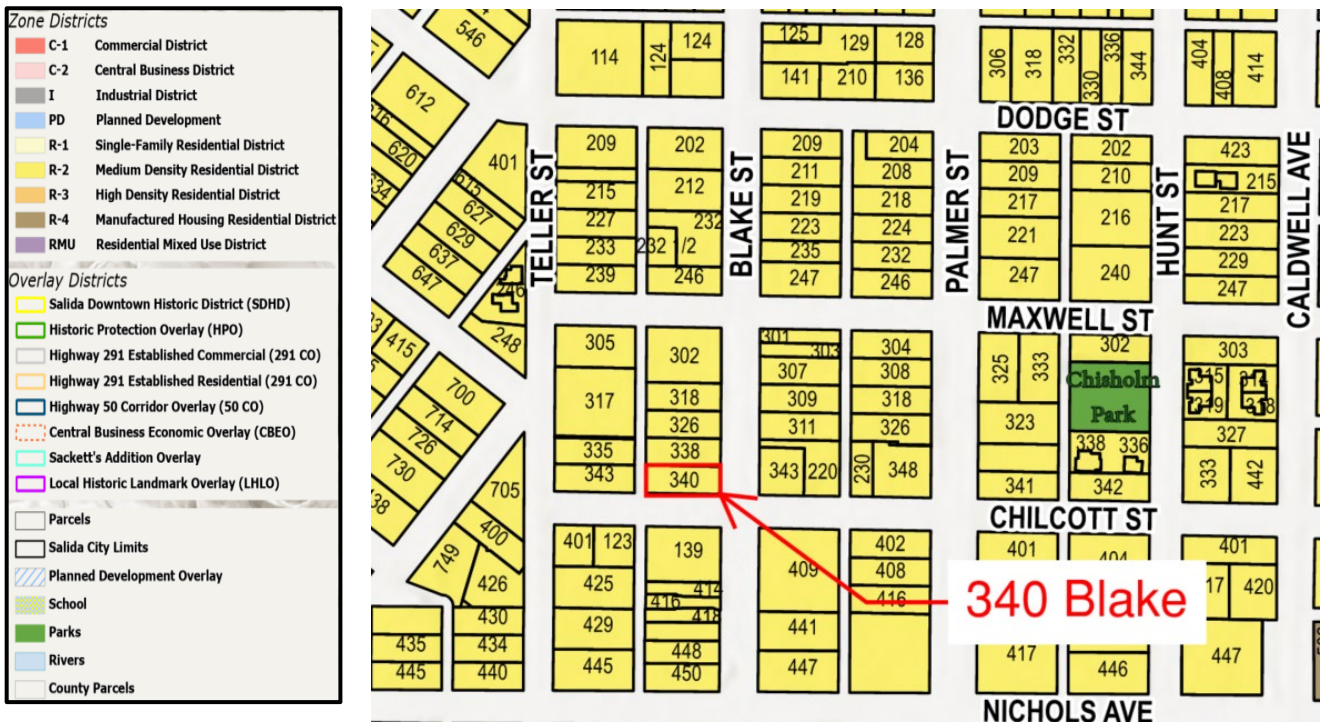 Zone Districts
C-1 Commercial District
C-2 Central Business District
I Industrial District
PD Planned Development
R-1 Single-Family Residential District
R-2 Medium Density Residential District
R-3 High Density Residential District
R-4 Manufactured Housing Residential District
RMU Residential Mixed Use District
Overlay Districts
Salida Downtown Historic District (SDHD)
Historic Protection Overlay (HPO)
Highway 291 Established Commercial (291 CO)
Highway 291 Established Residential (291 CO)
Highway 50 Corridor Overlay (50 CO)
Central Business Economic Overlay (CBEO)
Sackett's Addition Overlay
Local Historic Landmark Overlay (LHLO)
Parcels
Salida City Limits
Planned Development Overlay
School
Parks
Rivers
County Parcels
546
114 124 124
125 129 128
141 210 136
306 318 332 330 336 344
404 408 414
612
620
DODGE ST
401
627
629
637
647
TELLER ST
209
215
227
233
239
202
212
232
232 1/2
246
BLAKE ST
209
211
219
223
235
247
204
208
218
224
232
246
PALMER ST
203
209
217
221
247
202
210
216
240
HUNT ST
423
215
217
223
229
247
CALDWELL AVE
248
MAXWELL ST
415
700
714
726
730
705
305
317
335
343
302
318
326
338
340
301
303
307
309
311
343 220
304
308
318
326
230 348
325 333
323
341
302
Chisholm
Park
338 336
342
303
315
319
327
333 442
CHILCOTT ST
400
749
426
430
434
440
435
445
401 123
425
429
445
139
414
416
418
448
450
409
441
447
402
408
416
401
417
404
446
401
420
447
340 Blake
NICHOLS AVE